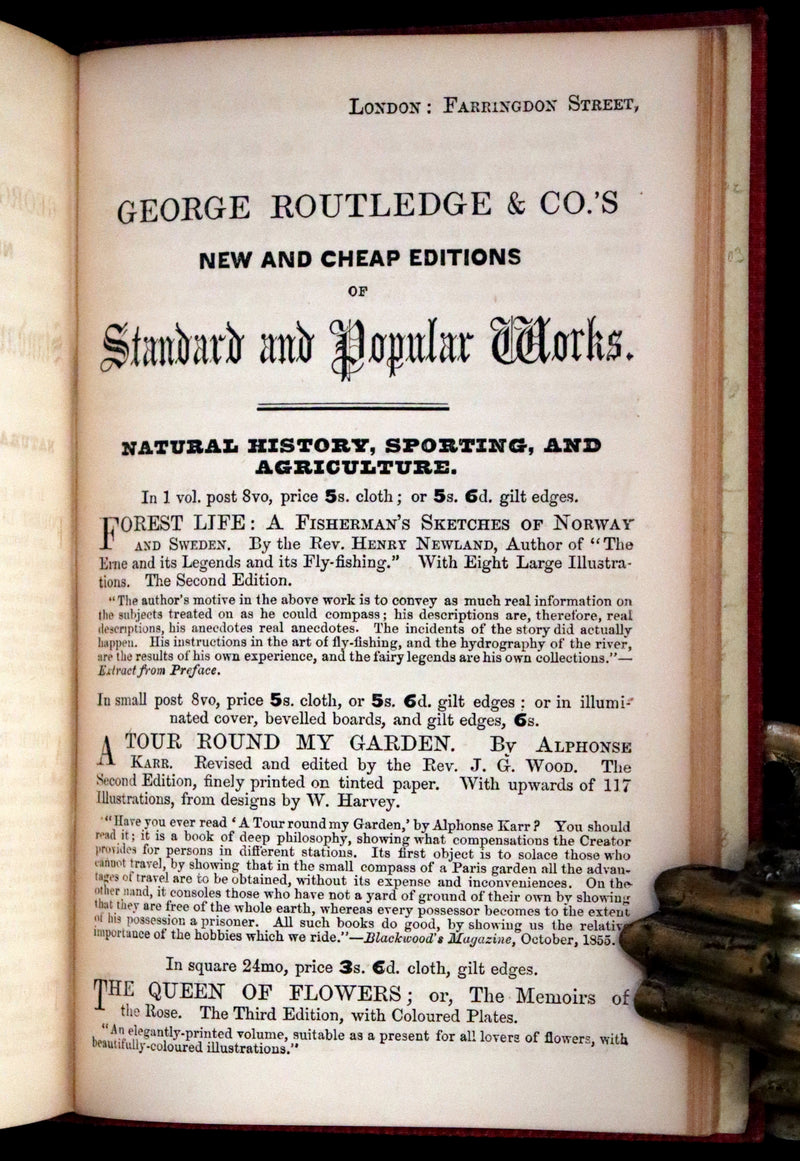 London: Farringdon Street,
GEORGE ROUTLEDGE & CO.'S
NEW AND CHEAP EDITIONS
OF
Standard and Popular Works.
NATURAL HISTORY, SPORTING, AND
AGRICULTURE.
In 1 vol. post 8vo, price 5s. cloth; or 5s. 6d. gilt edges.
FOREST LIFE: A Fisherman's Sketches of Norway
and Sweden. By the Rev. Henry Newland, Author of "The
Erne and its Legends and its Fly-fishing." With Eight Large Illustra-
tions. The Second Edition.
"The author's motive in the above work is to convey as much real information on
the subjects treated on as he could compass; his descriptions are, therefore, real
descriptions, his anecdotes real anecdotes. The incidents of the story did actually
happen. His instructions in the art of fly-fishing, and the hydrography of the river,
are the results of his own experience, and the fairy legends are his own collections."—
Extract from Preface.
In small post 8vo, price 5s. cloth, or 5s. 6d. gilt edges; or in illumi-
nated cover, bevelled boards, and gilt edges, 6s.
A TOUR ROUND MY GARDEN. By Alphonse
Karr. Revised and edited by the Rev. J. G. Wood. The
Second Edition, finely printed on tinted paper. With upwards of 117
Illustrations, from designs by W. Harvey.
"Have you ever read 'A Tour round my Garden,' by Alphonse Karr? You should
read it; it is a book of deep philosophy, showing what compensations the Creator
provides for persons in different stations. Its first object is to solace those who
cannot travel, by showing that in the small compass of a Paris garden all the advan-
tages of travel are to be obtained, without its expense and inconveniences. On the
other hand, it consoles those who have not a yard of ground of their own by showing
that they are free of the whole earth, whereas every possessor becomes to the extent
of his possession a prisoner. All such books do good, by showing us the relative
importance of the hobbies which we ride."—Blackwood's Magazine, October, 1855.
In square 24mo, price 3s. 6d. cloth, gilt edges.
THE QUEEN OF FLOWERS; or, The Memoirs of
the Rose. The Third Edition, with Coloured Plates.
"An elegantly-printed volume, suitable as a present for all lovers of flowers, with
beautifully-coloured illustrations."